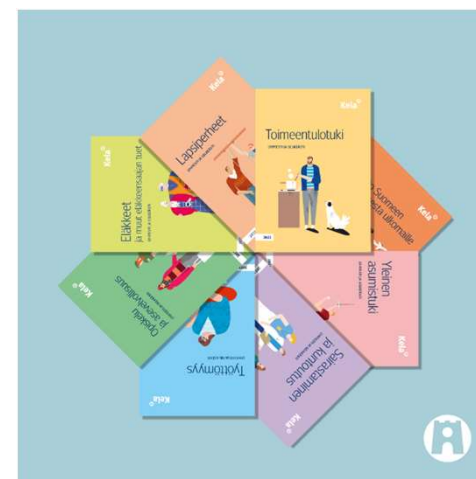 Kela
Toimeentulotuki
Kela
Lapsiperheet
Kela
Eläkkeet
ja muut eläkkeensaajan tuet
Kela
Opiskelu
ja asevelvollisuus
Kela
Työttömyys
Kela
Sairastaminen
ja kuntoutus
Kela
Yleinen
asumistuki
Kela
Suomeen
ulkomaille